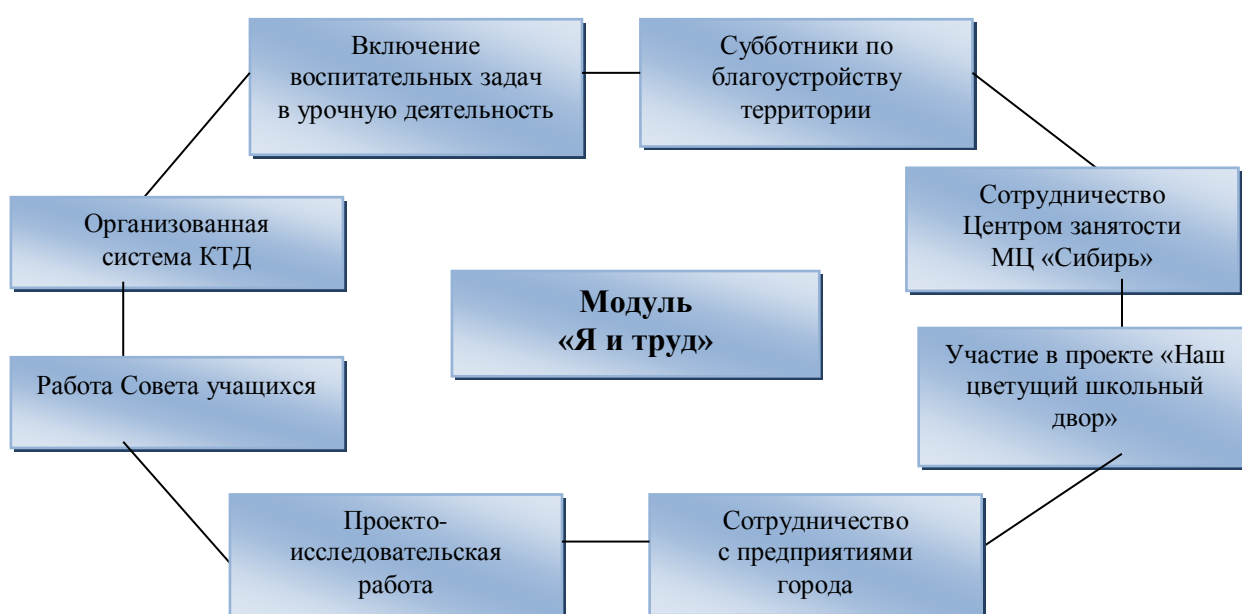 Включение
воспитательных задач
в урочную деятельность
Субботники по
благоустройству
территории
Организованная
система КТД
Сотрудничество
Центром занятости
МЦ «Сибирь»
Модуль
«Я и труд»
Работа Совета учащихся
Участие в проекте «Наш
цветущий школьный
двор»
Проекто-
исследовательская
работа
Сотрудничество
с предприятиями
города